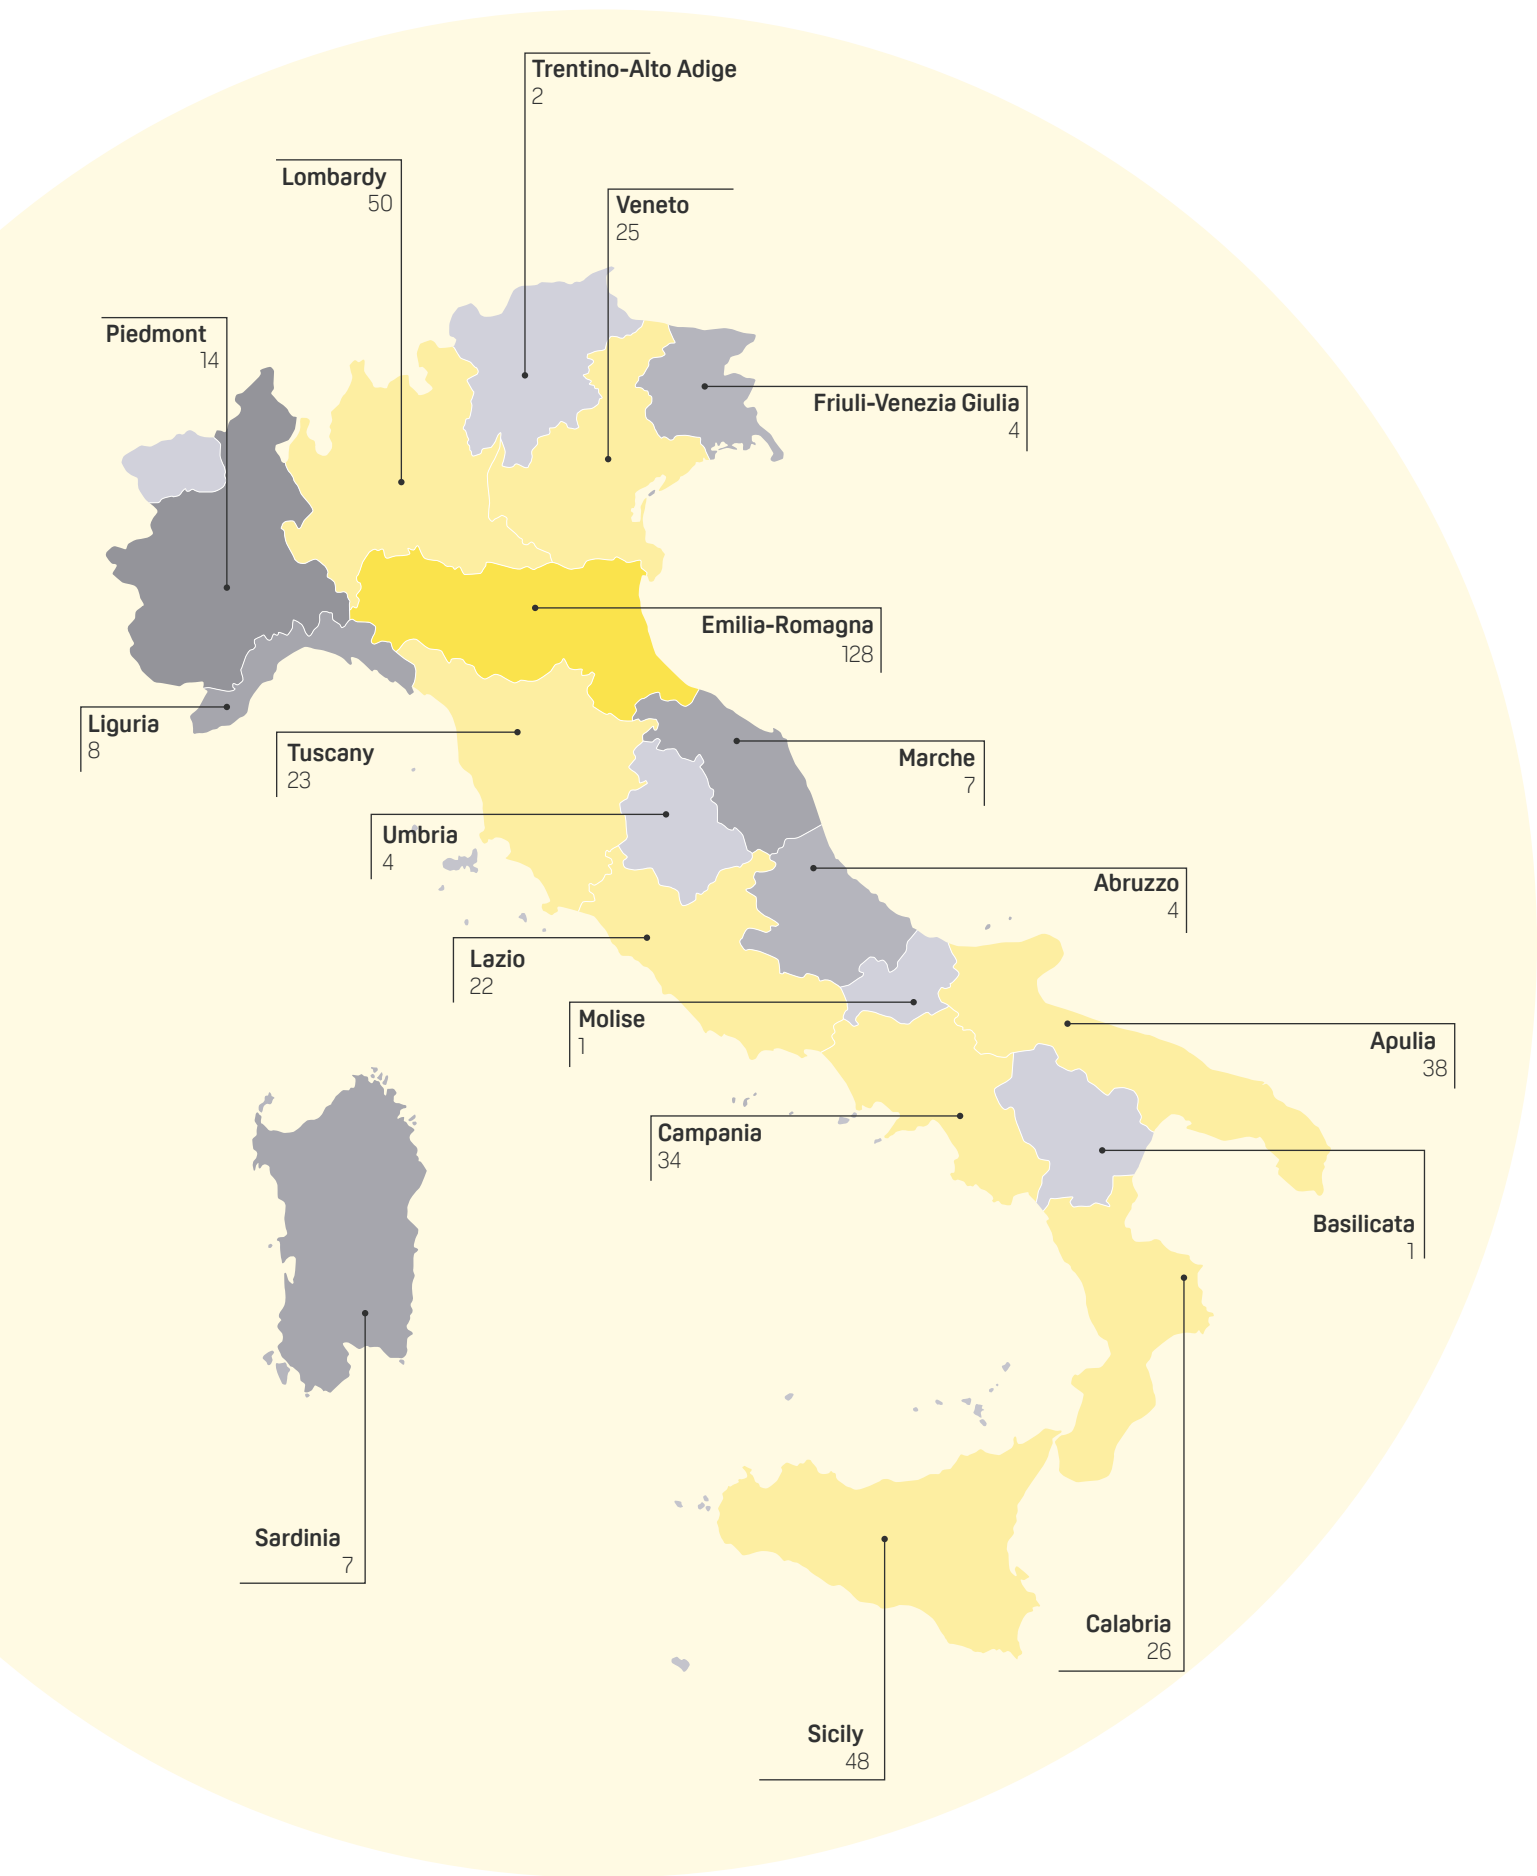 Trentino-Alto Adige
2
Lombardy
50
Veneto
25
Piedmont
14
Friuli-Venezia Giulia
4
Emilia-Romagna
128
Liguria
8
Tuscany
23
Marche
7
Umbria
4
Abruzzo
4
Lazio
22
Molise
1
Apulia
38
Campania
34
Basilicata
1
Sardinia
7
Calabria
26
Sicily
48